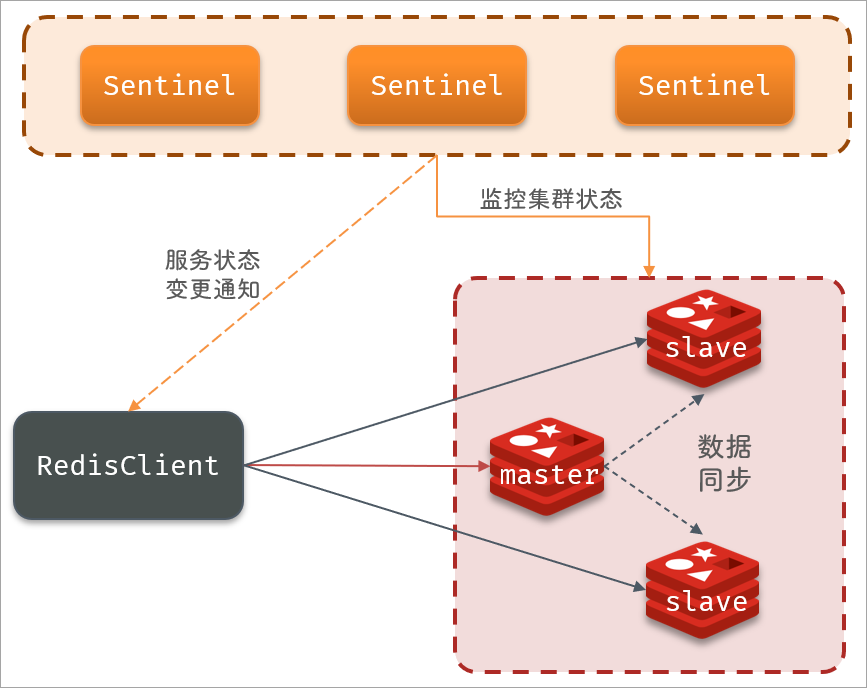 Sentinel
Sentinel
Sentinel
监控集群状态
服务状态
变更通知
slave
RedisClient
master
数据
同步
slave